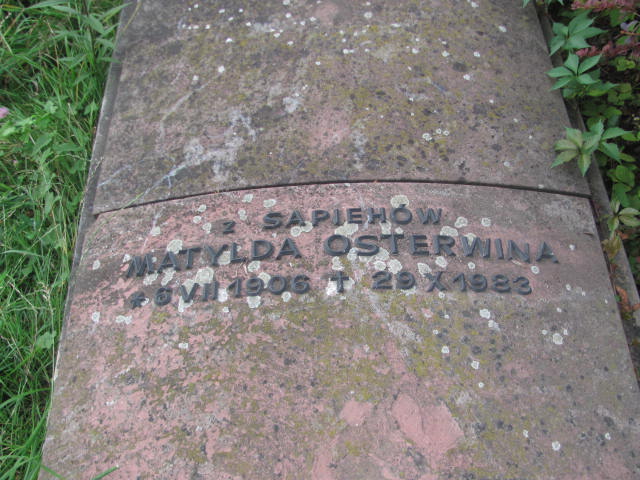 Z SAPIEHÓW
MATYLDA OSTERWINA
* 6 VII 1906 † 29 X 1983